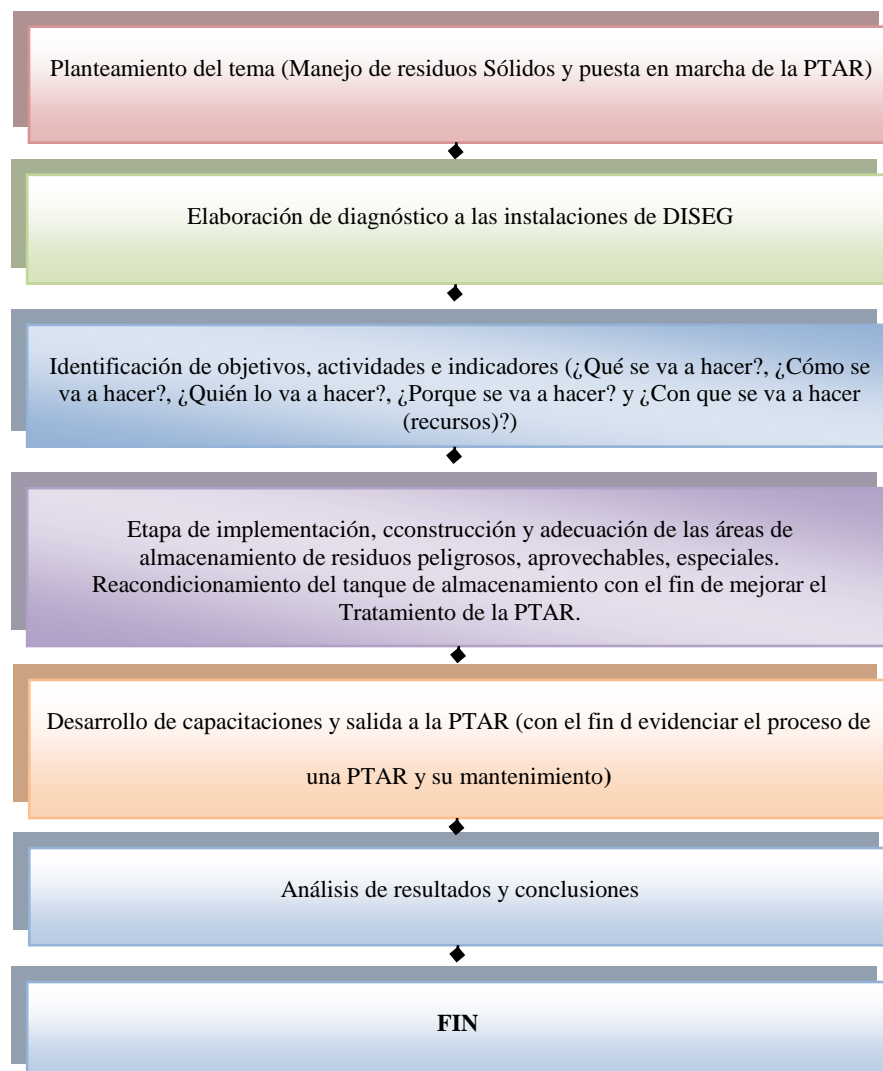 Planteamiento del tema (Manejo de residuos Sólidos y puesta en marcha de la PTAR)
Elaboración de diagnóstico a las instalaciones de DISEG
Identificación de objetivos, actividades e indicadores (¿Qué se va a hacer?, ¿Cómo se
va a hacer?, ¿Quién lo va a hacer?, ¿Porque se va a hacer? y ¿Con que se va a hacer
(recursos)?)
Etapa de implementación, cconstrucción y adecuación de las áreas de
almacenamiento de residuos peligrosos, aprovechables, especiales.
Reacondicionamiento del tanque de almacenamiento con el fin de mejorar el
Tratamiento de la PTAR.
Desarrollo de capacitaciones y salida a la PTAR (con el fin d evidenciar el proceso de
una PTAR y su mantenimiento)
Análisis de resultados y conclusiones
FIN